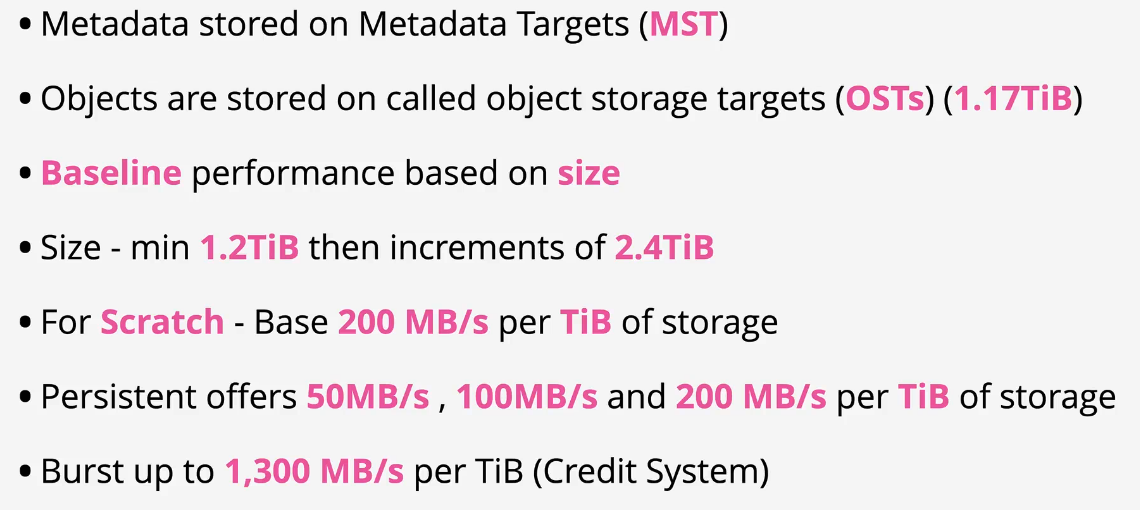 • Metadata stored on Metadata Targets (MST)
• Objects are stored on called object storage targets (OSTs) (1.17TiB)
• Baseline performance based on size
• Size - min 1.2TiB then increments of 2.4TiB
• For Scratch - Base 200 MB/s per TiB of storage
• Persistent offers 50MB/s , 100MB/s and 200 MB/s per TiB of storage
• Burst up to 1,300 MB/s per TiB (Credit System)